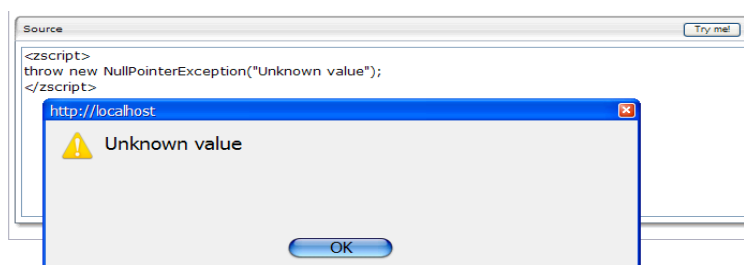 Source
Try me!
<zscript>
throw new NullPointerException("Unknown value");
</zscript>
http://localhost
Unknown value
OK